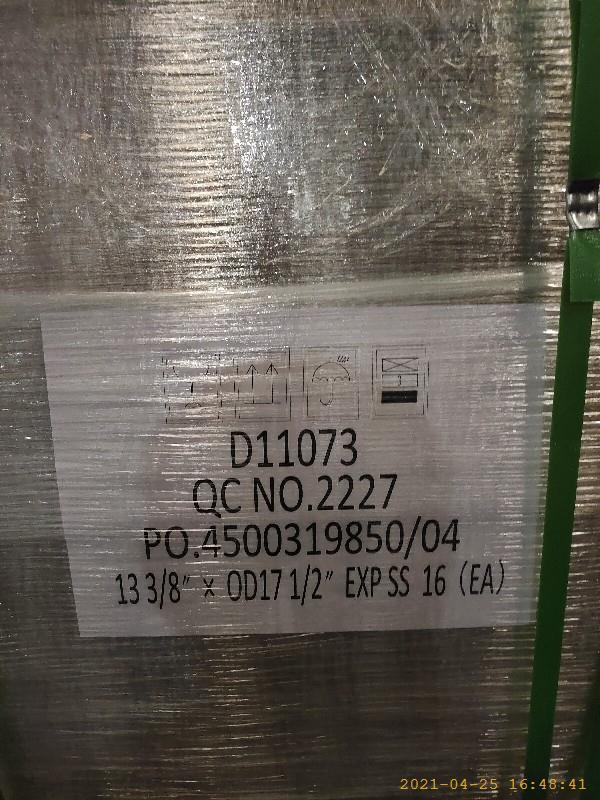 D11073
QC NO.2227
PO.4500319850/04
13 3/8" × OD17 1/2" EXP SS 16 (EA)
2021-04-25 16:48:41